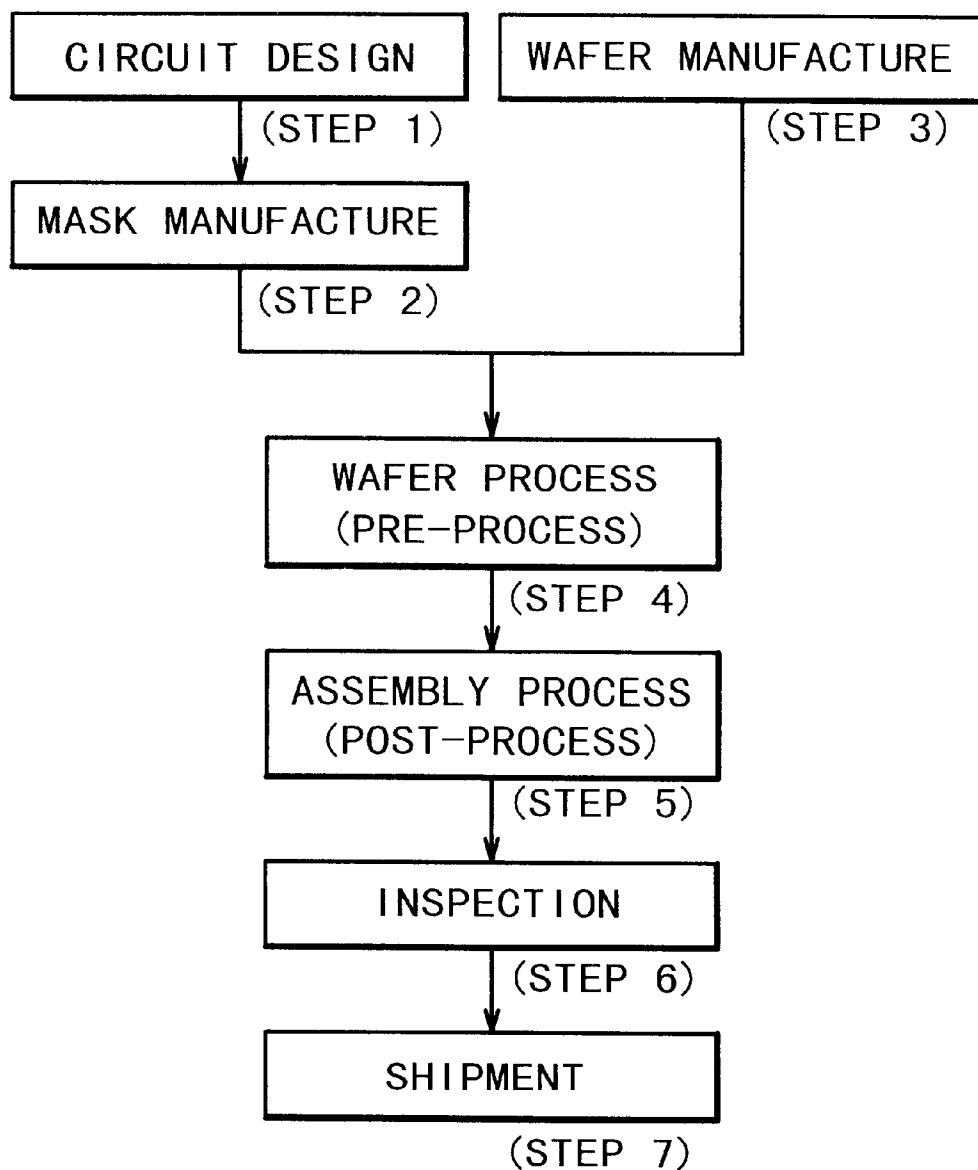 CIRCUIT DESIGN
(STEP 1)
MASK MANUFACTURE
(STEP 2)
WAFER MANUFACTURE
(STEP 3)
WAFER PROCESS
(PRE-PROCESS)
(STEP 4)
ASSEMBLY PROCESS
(POST-PROCESS)
(STEP 5)
INSPECTION
(STEP 6)
SHIPMENT
(STEP 7)